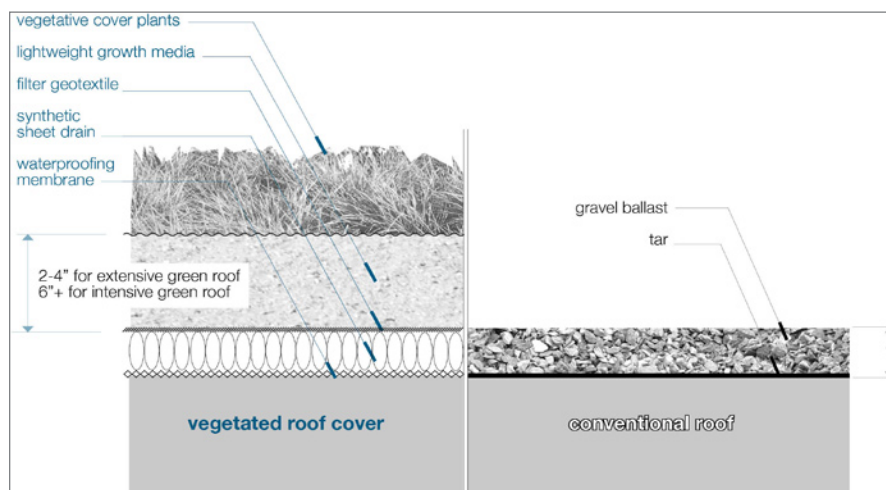 vegetative cover plants
lightweight growth media
filter geotextile
synthetic
sheet drain
waterproofing
membrane
2-4” for extensive green roof
6”+ for intensive green roof
vegetated roof cover
gravel ballast
tar
conventional roof